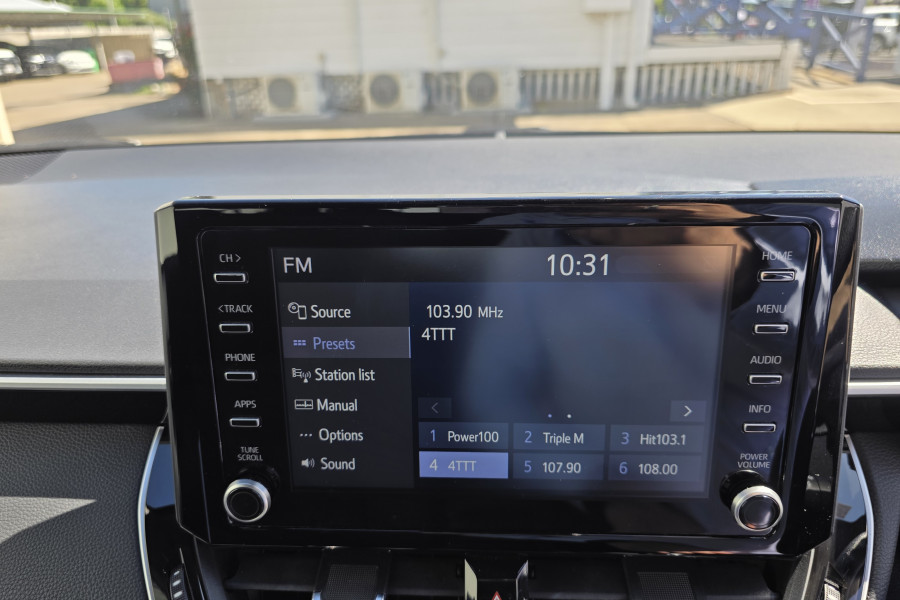 CH >
< TRACK
PHONE
APPS
TUNE
SCROLL
FM 10:31
Source
Presets
Station list
Manual
Options
Sound
103.90 MHz
4TTT
< >
1 Power100 2 Triple M 3 Hit103.1
4 4TTT 5 107.90 6 108.00
HOME
MENU
AUDIO
INFO
POWER
VOLUME